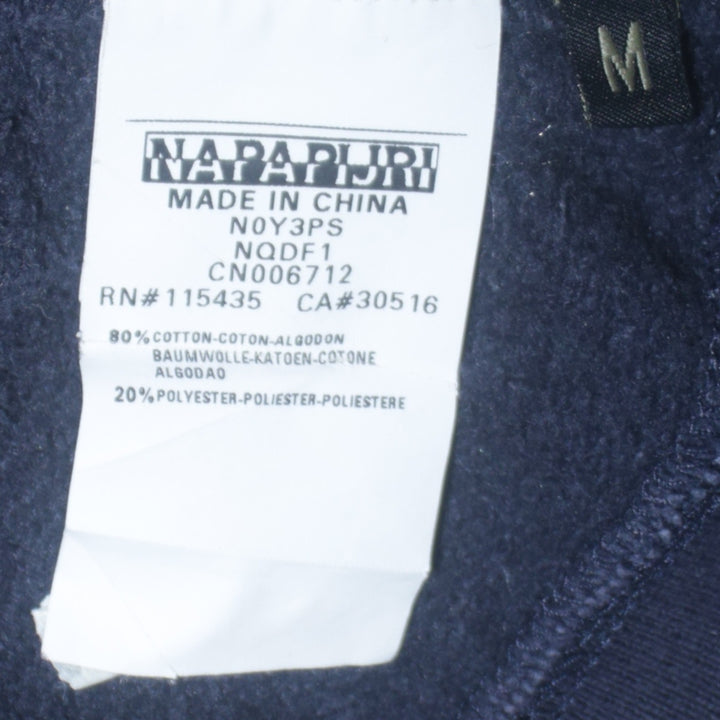 M
NAPAPIJRI
MADE IN CHINA
N0Y3PS
NQDF1
CN006712
RN#115435 CA#30516
80% COTTON-COTON-ALGODON
BAUMWOLLE-KATOEN-COTONE
ALGODAO
20% POLYESTER-POLIESTER-POLIESTERE